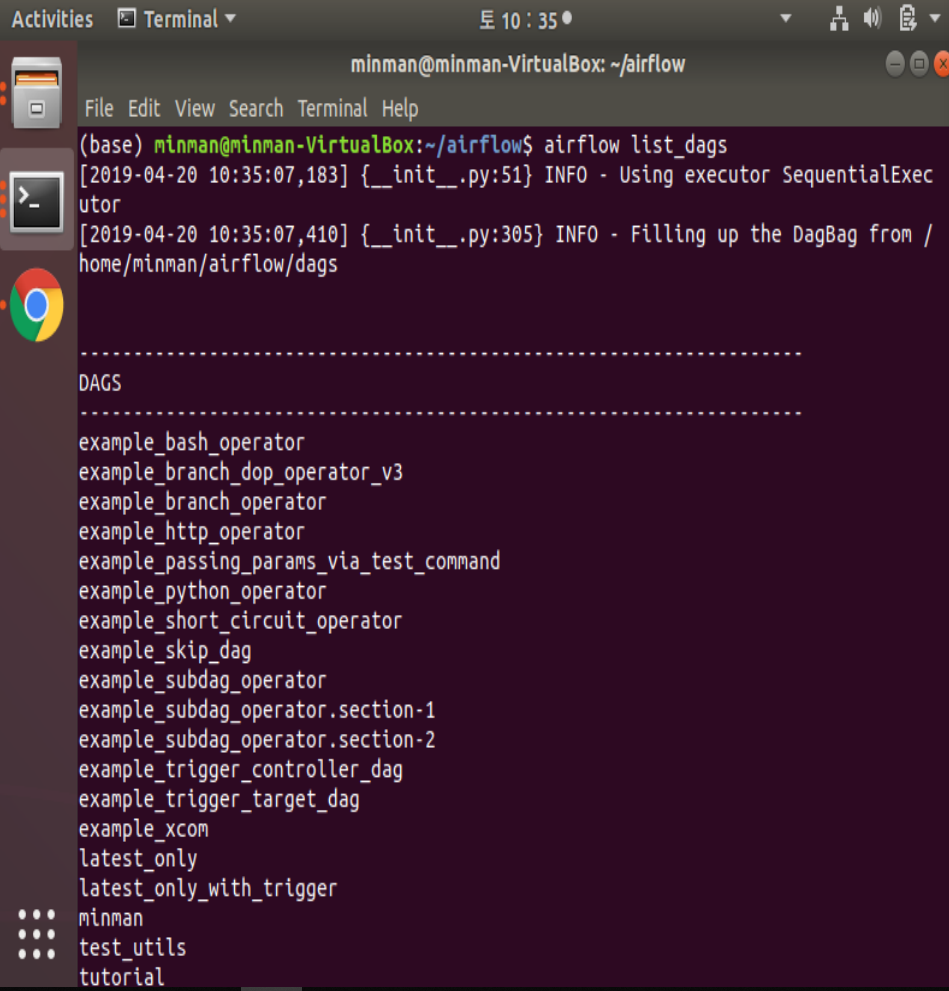 Activities Terminal 토 10 : 35
minman@minman-VirtualBox: ~/airflow
File Edit View Search Terminal Help
(base) minman@minman-VirtualBox:~/airflow$ airflow list_dags
[2019-04-20 10:35:07,183] {__init__.py:51} INFO - Using executor SequentialExec
utor
[2019-04-20 10:35:07,410] {__init__.py:305} INFO - Filling up the DagBag from /
home/minman/airflow/dags
-------------------------------------------------------------------
DAGS
-------------------------------------------------------------------
example_bash_operator
example_branch_dop_operator_v3
example_branch_operator
example_http_operator
example_passing_params_via_test_command
example_python_operator
example_short_circuit_operator
example_skip_dag
example_subdag_operator
example_subdag_operator.section-1
example_subdag_operator.section-2
example_trigger_controller_dag
example_trigger_target_dag
example_xcom
latest_only
latest_only_with_trigger
minman
test_utils
tutorial